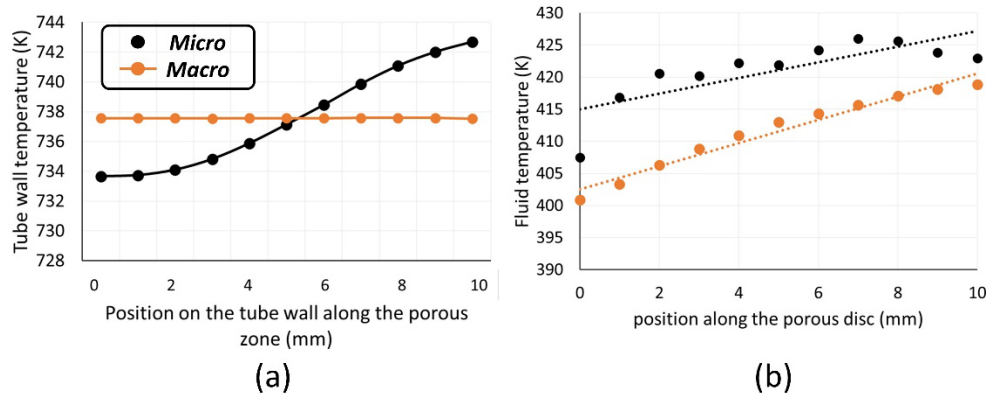 Tube wall temperature (K)
744
742
740
738
736
734
732
730
728
Micro
Macro
0 2 4 6 8 10
Position on the tube wall along the porous
zone (mm)
(a)
Fluid temperature (K)
430
425
420
415
410
405
400
395
390
0 2 4 6 8 10
position along the porous disc (mm)
(b)